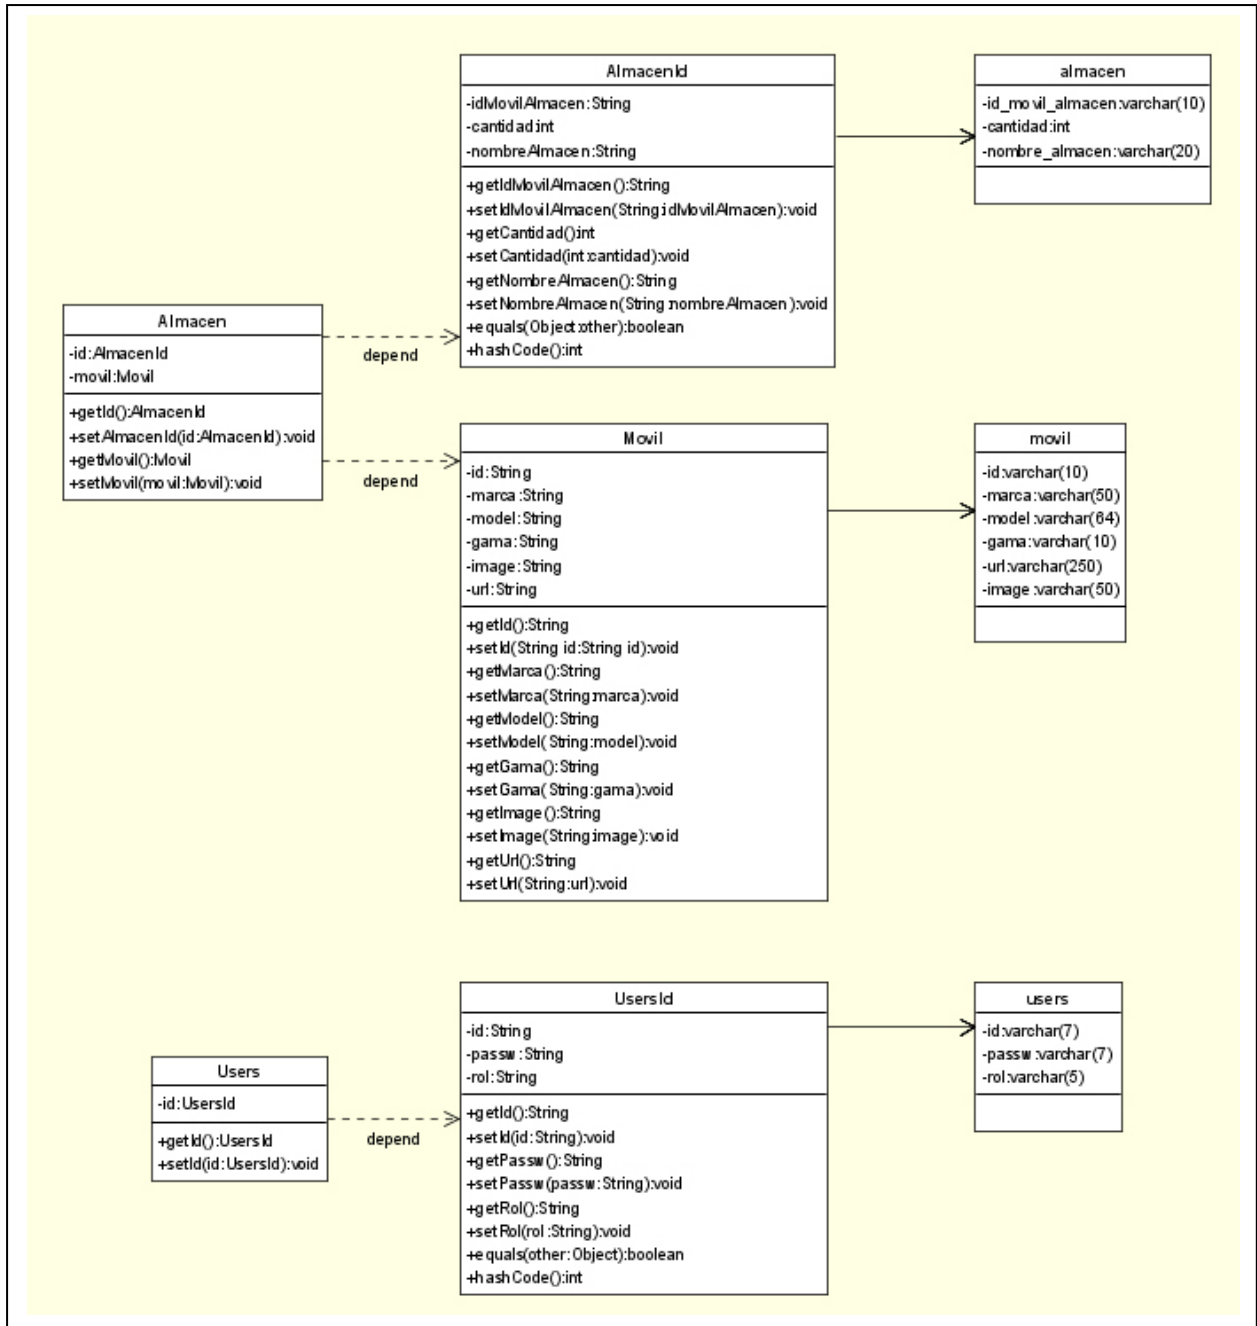 AlmacenId
-idMovilAlmacen:String
-cantidad:int
-nombreAlmacen:String
+getIdMovilAlmacen():String
+setIdMovilAlmacen(String:idMovilAlmacen):void
+getCantidad():int
+setCantidad(int:cantidad):void
+getNombreAlmacen():String
+setNombreAlmacen(String:nombreAlmacen):void
+equals(Object:other):boolean
+hashCode():int
almacen
-id_movil_almacen:varchar(10)
-cantidad:int
-nombre_almacen:varchar(20)
Almacen
-id:AlmacenId
-movil:Movil
+getId():AlmacenId
+setAlmacenId(id:AlmacenId):void
+getMovil():Movil
+setMovil(movil:Movil):void
depend
depend
Movil
-id:String
-marca:String
-model:String
-gama:String
-image:String
-url:String
+getId():String
+setId(String id:String id):void
+getMarca():String
+setMarca(String:marca):void
+getModel():String
+setModel(String:model):void
+getGama():String
+setGama(String:gama):void
+getImage():String
+setImage(String:image):void
+getUrl():String
+setUrl(String:url):void
movil
-id:varchar(10)
-marca:varchar(50)
-model:varchar(64)
-gama:varchar(10)
-url:varchar(250)
-image:varchar(50)
Users
-id:UsersId
+getId():UsersId
+setId(id:UsersId):void
depend
UsersId
-id:String
-passw:String
-rol:String
+getId():String
+setId(id:String):void
+getPassw():String
+setPassw(passw:String):void
+getRol():String
+setRol(rol:String):void
+equals(other:Object):boolean
+hashCode():int
users
-id:varchar(7)
-passw:varchar(7)
-rol:varchar(5)